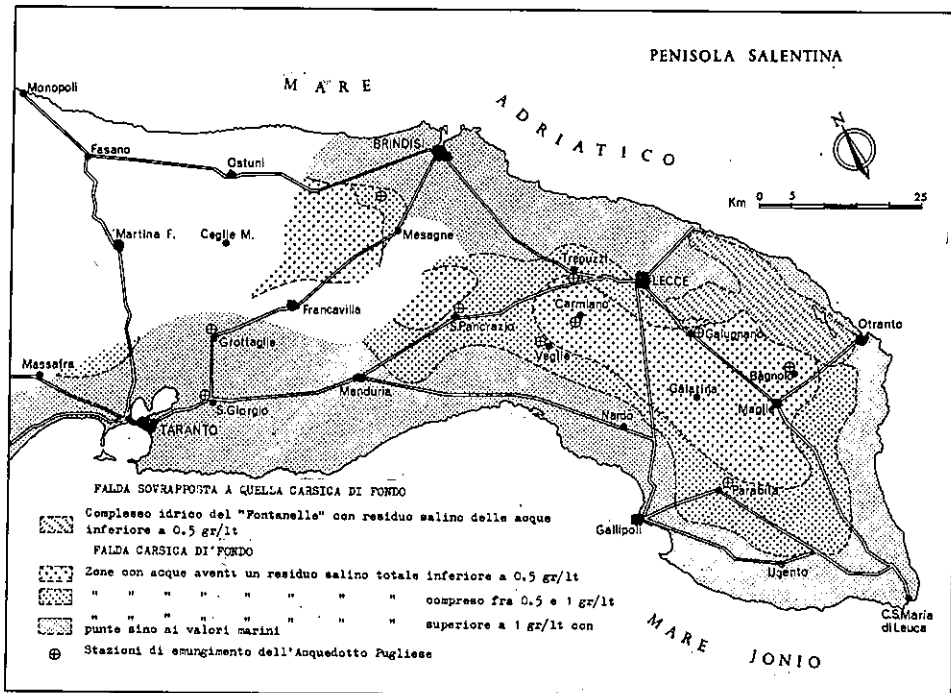 PENISOLA SALENTINA
MARE
ADRIATICO
Monopoli
Fasano
Ostuni
BRINDISI
Km 0 5 25
N
Martina F.
Ceglie M.
Mesagne
Trepuzzi
LECCE
Francavilla
S.Pancrazio
Carmiano
Grottaglie
Veglie
Galugnano
Otranto
Massafra
Bagnolo
Manduria
Galatina
Maglie
S.Giorgio
Nardo
TARANTO
Parabita
Gallipoli
Ugento
C.S.Maria
di Leuca
MARE JONIO
FALDA SOVRAPPOSTA A QUELLA CARSICA DI FONDO
Complesso idrico del "Fontanelle" con residuo salino delle acque
inferiore a 0.5 gr/lt
FALDA CARSICA DI FONDO
Zone con acque aventi un residuo salino totale inferiore a 0.5 gr/lt
" " " " " " " compreso fra 0.5 e 1 gr/lt
" " " " " " " superiore a 1 gr/lt con
punte sino ai valori marini
Stazioni di emungimento dell'Acquedotto Pugliese